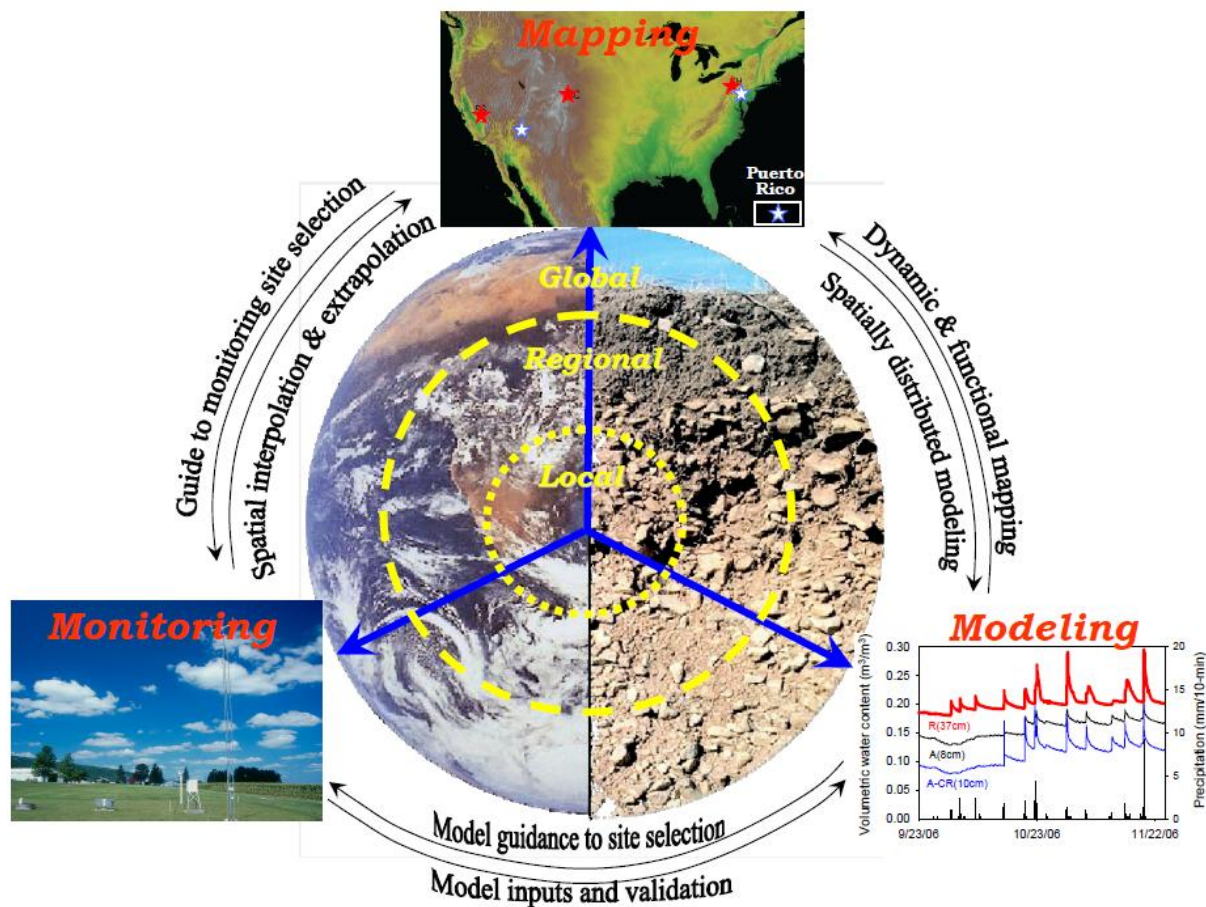 Mapping
Puerto
Rico
Guide to monitoring site selection
Spatial interpolation & extrapolation
Dynamic & functional mapping
Spatially distributed modeling
Global
Regional
Local
Monitoring
Modeling
Volumetric water content (m³/m³)
0.30
0.25
0.20
0.15
0.10
0.05
0.00
R(37cm)
A(8cm)
A-CR(10cm)
20
15
10
5
0
Precipitation (mm/10-min)
9/23/06 10/23/06 11/22/06
Model guidance to site selection
Model inputs and validation